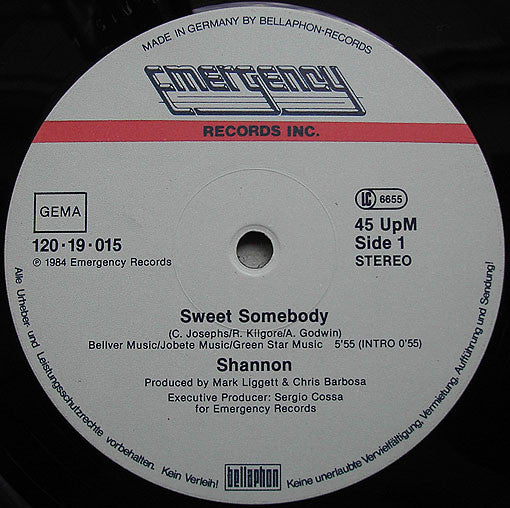 MADE IN GERMANY BY BELLAPHON-RECORDS
Emergency
RECORDS INC.
GEMA
LC 6655
120·19·015
45 UpM
Side 1
℗ 1984 Emergency Records
STEREO
Sweet Somebody
(C. Josephs/R. Kilgore/A. Godwin)
Bellver Music/Jobete Music/Green Star Music 5'55 (INTRO 0'55)
Shannon
Produced by Mark Liggett & Chris Barbosa
Executive Producer: Sergio Cossa
for Emergency Records
bellaphon
Alle Urheber- und Leistungsschutzrechte vorbehalten. Kein Verleih! Keine unerlaubte Vervielfältigung, Vermietung, Aufführung und Sendung!